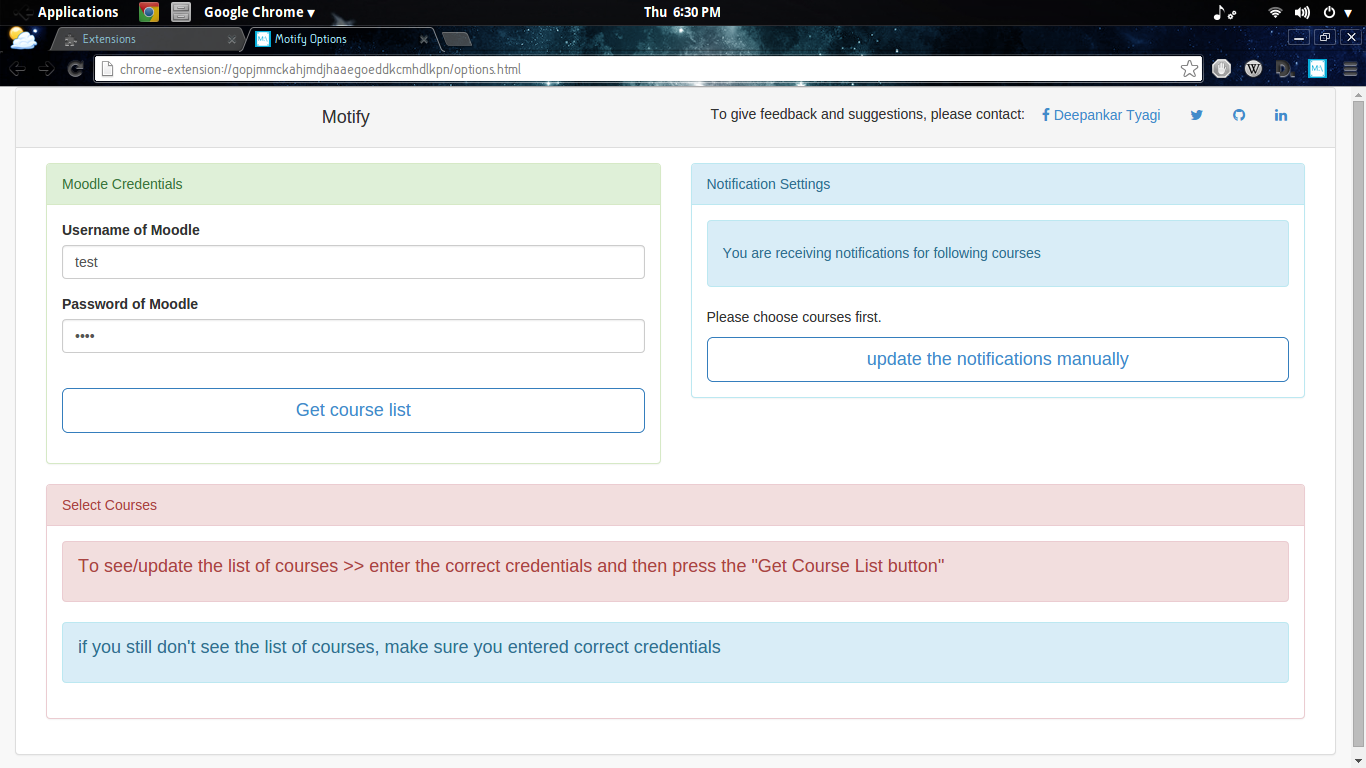 Applications Google Chrome ▾ Thu 6:30 PM
Extensions Motify Options
chrome-extension://gopjmmckahjmdjhaaegoeddkcmhdlkpn/options.html
Motify To give feedback and suggestions, please contact: Deepankar Tyagi
Moodle Credentials
Username of Moodle
test
Password of Moodle
••••
Get course list
Notification Settings
You are receiving notifications for following courses
Please choose courses first.
update the notifications manually
Select Courses
To see/update the list of courses >> enter the correct credentials and then press the "Get Course List button"
if you still don't see the list of courses, make sure you entered correct credentials